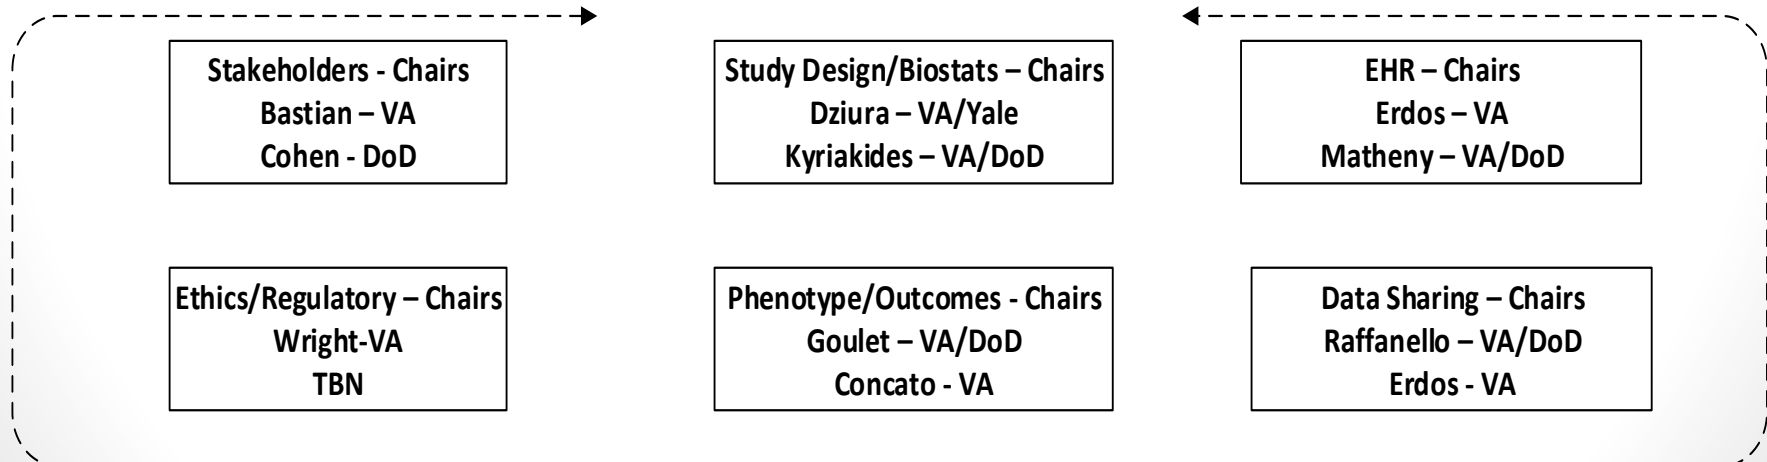 Stakeholders - Chairs
Bastian – VA
Cohen - DoD
Study Design/Biostats – Chairs
Dziura – VA/Yale
Kyriakides – VA/DoD
EHR – Chairs
Erdos – VA
Matheny – VA/DoD
Ethics/Regulatory – Chairs
Wright-VA
TBN
Phenotype/Outcomes - Chairs
Goulet – VA/DoD
Concato - VA
Data Sharing – Chairs
Raffanello – VA/DoD
Erdos - VA